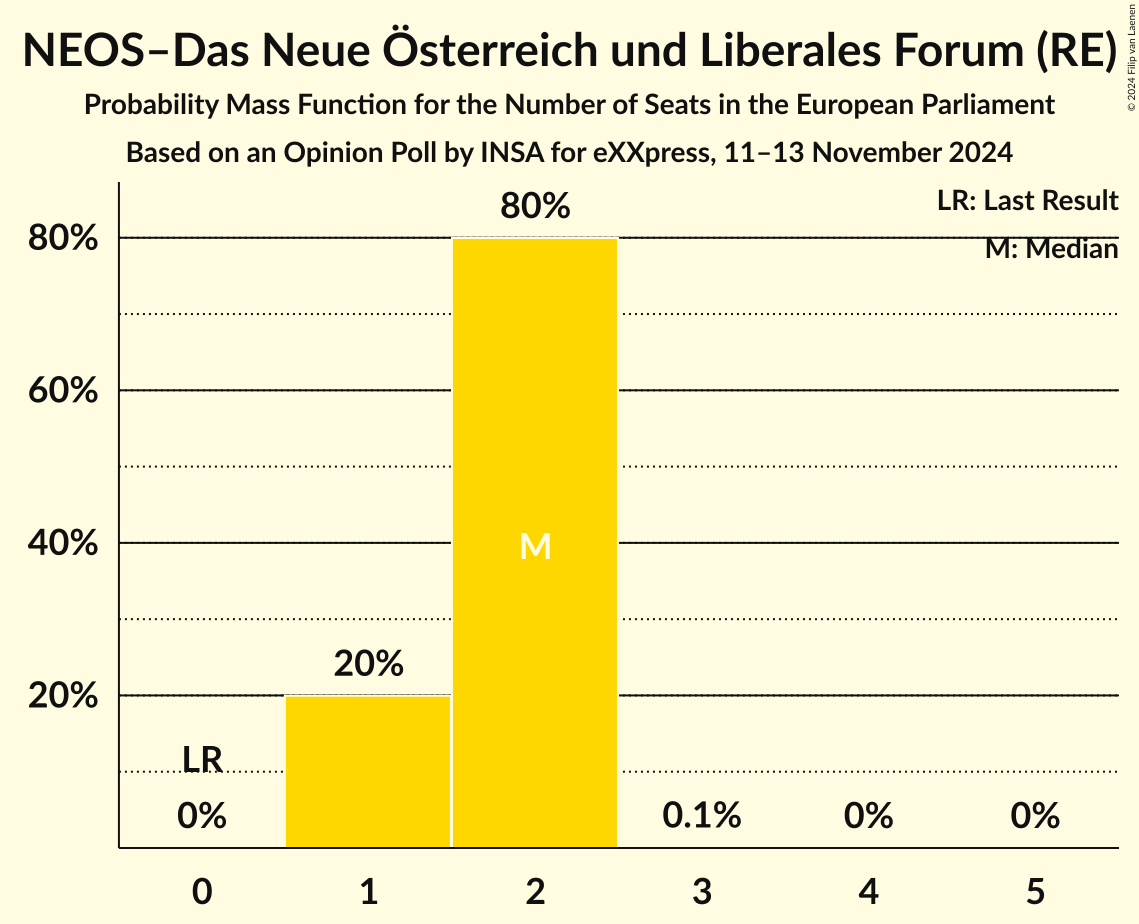 NEOS–Das Neue Österreich und Liberales Forum (RE)
Probability Mass Function for the Number of Seats in the European Parliament
Based on an Opinion Poll by INSA for eXXpress, 11–13 November 2024
© 2024 Filip van Laenen
LR: Last Result
M: Median
80%
80%
60%
40%
M
20%
20%
LR
0%
0.1%
0%
0%
0 1 2 3 4 5